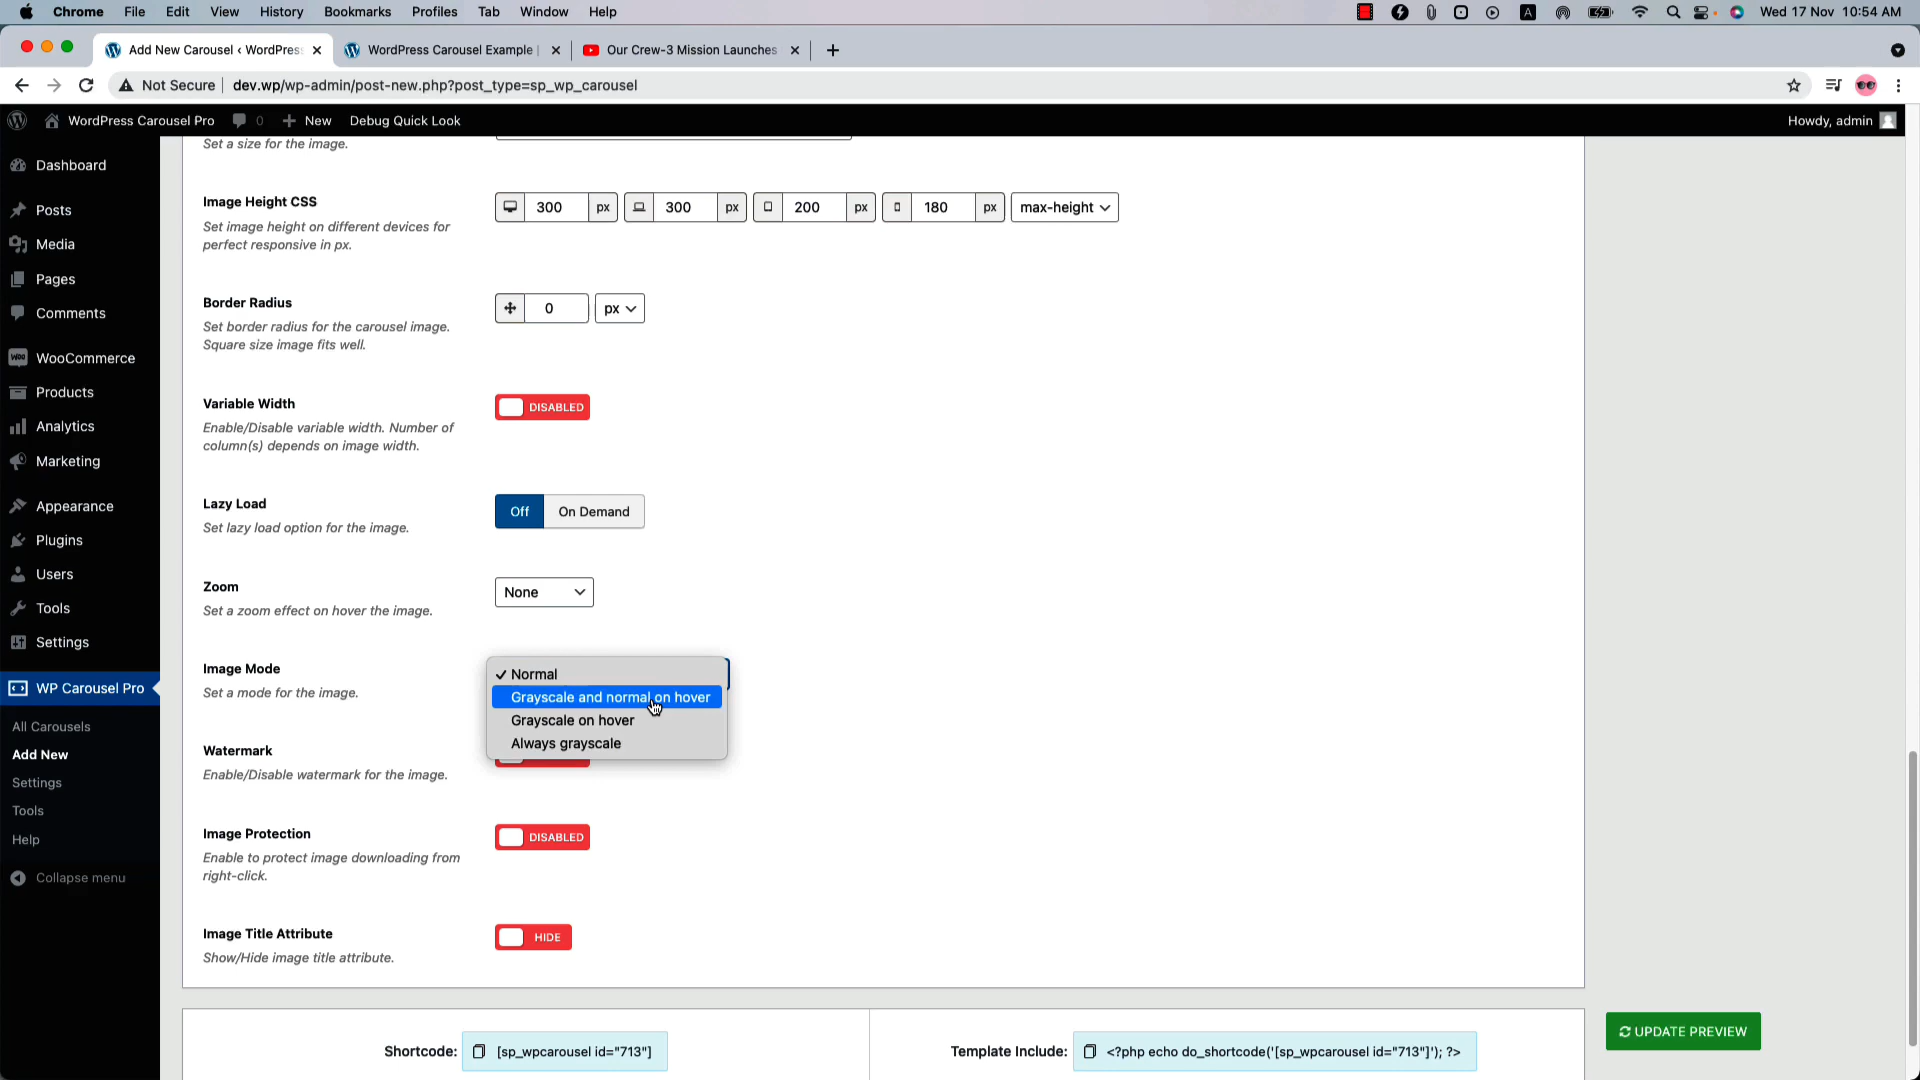 Chrome File Edit View History Bookmarks Profiles Tab Window Help
A
Wed 17 Nov 10:54 AM
Add New Carousel ‹ WordPress
WordPress Carousel Example |
Our Crew-3 Mission Launches
Not Secure dev.wp/wp-admin/post-new.php?post_type=sp_wp_carousel
WordPress Carousel Pro 0 New Debug Quick Look
Howdy, admin
Dashboard
Posts
Media
Pages
Comments
WooCommerce
Products
Analytics
Marketing
Appearance
Plugins
Users
Tools
Settings
WP Carousel Pro
All Carousels
Add New
Settings
Tools
Help
Collapse menu
Set a size for the image.
Image Height CSS
Set image height on different devices for
perfect responsive in px.
300 px 300 px 200 px 180 px max-height
Border Radius
Set border radius for the carousel image.
Square size image fits well.
0 px
Variable Width
Enable/Disable variable width. Number of
column(s) depends on image width.
DISABLED
Lazy Load
Set lazy load option for the image.
Off On Demand
Zoom
Set a zoom effect on hover the image.
None
Image Mode
Set a mode for the image.
Normal
Grayscale and normal on hover
Grayscale on hover
Always grayscale
Watermark
Enable/Disable watermark for the image.
Image Protection
Enable to protect image downloading from
right-click.
DISABLED
Image Title Attribute
Show/Hide image title attribute.
HIDE
Shortcode: [sp_wpcarousel id="713"]
Template Include: <?php echo do_shortcode('[sp_wpcarousel id="713"]'); ?>
UPDATE PREVIEW